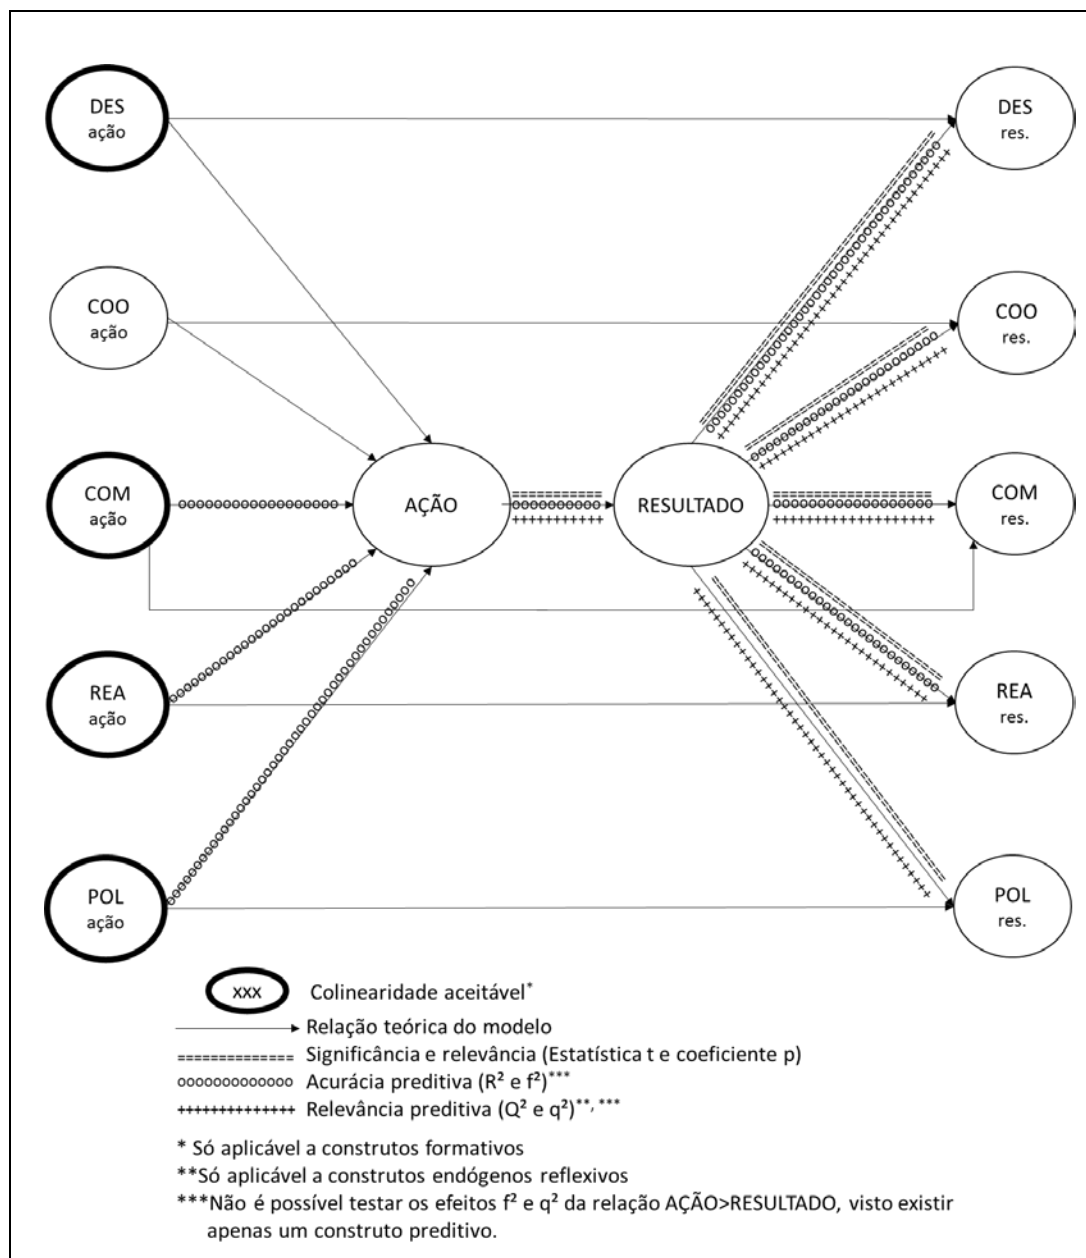 DES
ação
DES
res.
COO
ação
COO
res.
COM
ação
AÇÃO
RESULTADO
COM
res.
REA
ação
REA
res.
POL
ação
POL
res.
xxx Colinearidade aceitável*
Relação teórica do modelo
=============== Significância e relevância (Estatística t e coeficiente p)
ooooooooooooo Acurácia preditiva (R² e f²)***
+++++++++++++++ Relevância preditiva (Q² e q²)**, ***
* Só aplicável a construtos formativos
**Só aplicável a construtos endógenos reflexivos
***Não é possível testar os efeitos f² e q² da relação AÇÃO>RESULTADO, visto existir
apenas um construto preditivo.